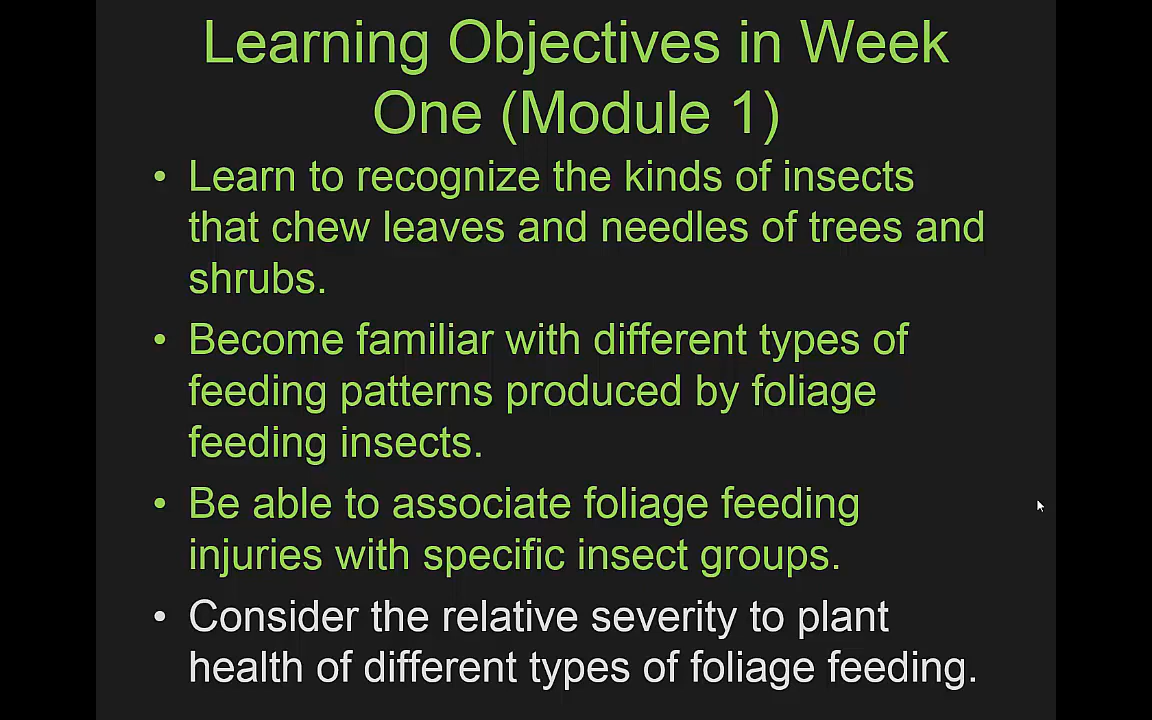 Learning Objectives in Week
One (Module 1)
• Learn to recognize the kinds of insects
that chew leaves and needles of trees and
shrubs.
• Become familiar with different types of
feeding patterns produced by foliage
feeding insects.
• Be able to associate foliage feeding
injuries with specific insect groups.
• Consider the relative severity to plant
health of different types of foliage feeding.